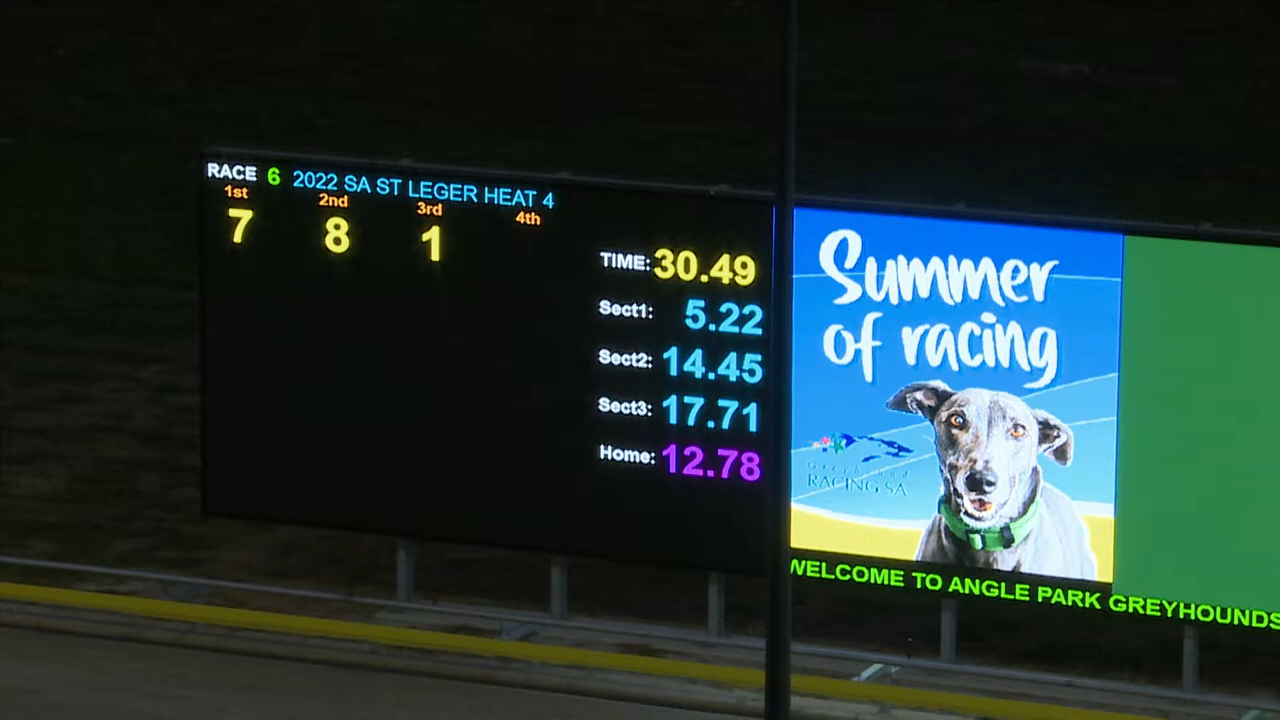 RACE 6 2022 SA ST LEGER HEAT 4
1st 2nd 3rd 4th
7 8 1
TIME: 30.49
Sect1: 5.22
Sect2: 14.45
Sect3: 17.71
Home: 12.78
Summer
of racing
Greyhound
RACING SA
WELCOME TO ANGLE PARK GREYHOUNDS